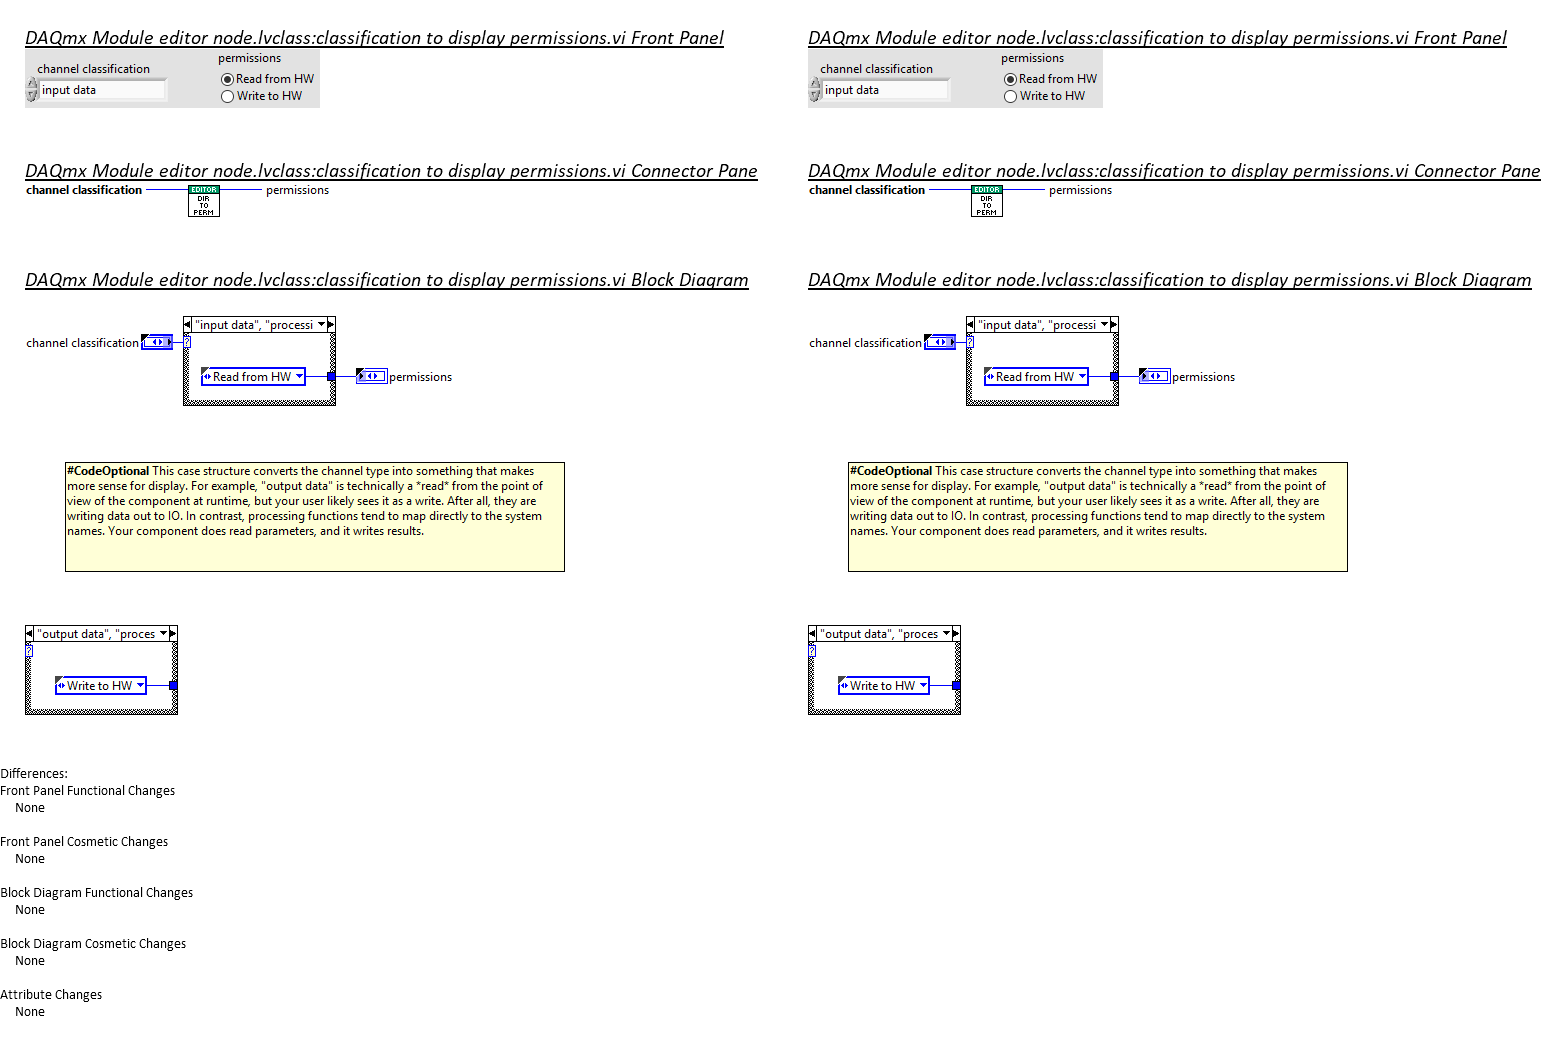 DAQmx Module editor node.lvclass:classification to display permissions.vi Front Panel
channel classification
input data
permissions
Read from HW
Write to HW
DAQmx Module editor node.lvclass:classification to display permissions.vi Connector Pane
channel classification
EDITOR
DIR
TO
PERM
permissions
DAQmx Module editor node.lvclass:classification to display permissions.vi Block Diagram
"input data", "processi
channel classification
?
Read from HW
permissions
#CodeOptional This case structure converts the channel type into something that makes
more sense for display. For example, "output data" is technically a *read* from the point of
view of the component at runtime, but your user likely sees it as a write. After all, they are
writing data out to IO. In contrast, processing functions tend to map directly to the system
names. Your component does read parameters, and it writes results.
"output data", "proces
?
Write to HW
DAQmx Module editor node.lvclass:classification to display permissions.vi Front Panel
channel classification
input data
permissions
Read from HW
Write to HW
DAQmx Module editor node.lvclass:classification to display permissions.vi Connector Pane
channel classification
EDITOR
DIR
TO
PERM
permissions
DAQmx Module editor node.lvclass:classification to display permissions.vi Block Diagram
"input data", "processi
channel classification
?
Read from HW
permissions
#CodeOptional This case structure converts the channel type into something that makes
more sense for display. For example, "output data" is technically a *read* from the point of
view of the component at runtime, but your user likely sees it as a write. After all, they are
writing data out to IO. In contrast, processing functions tend to map directly to the system
names. Your component does read parameters, and it writes results.
"output data", "proces
?
Write to HW
Differences:
Front Panel Functional Changes
None
Front Panel Cosmetic Changes
None
Block Diagram Functional Changes
None
Block Diagram Cosmetic Changes
None
Attribute Changes
None